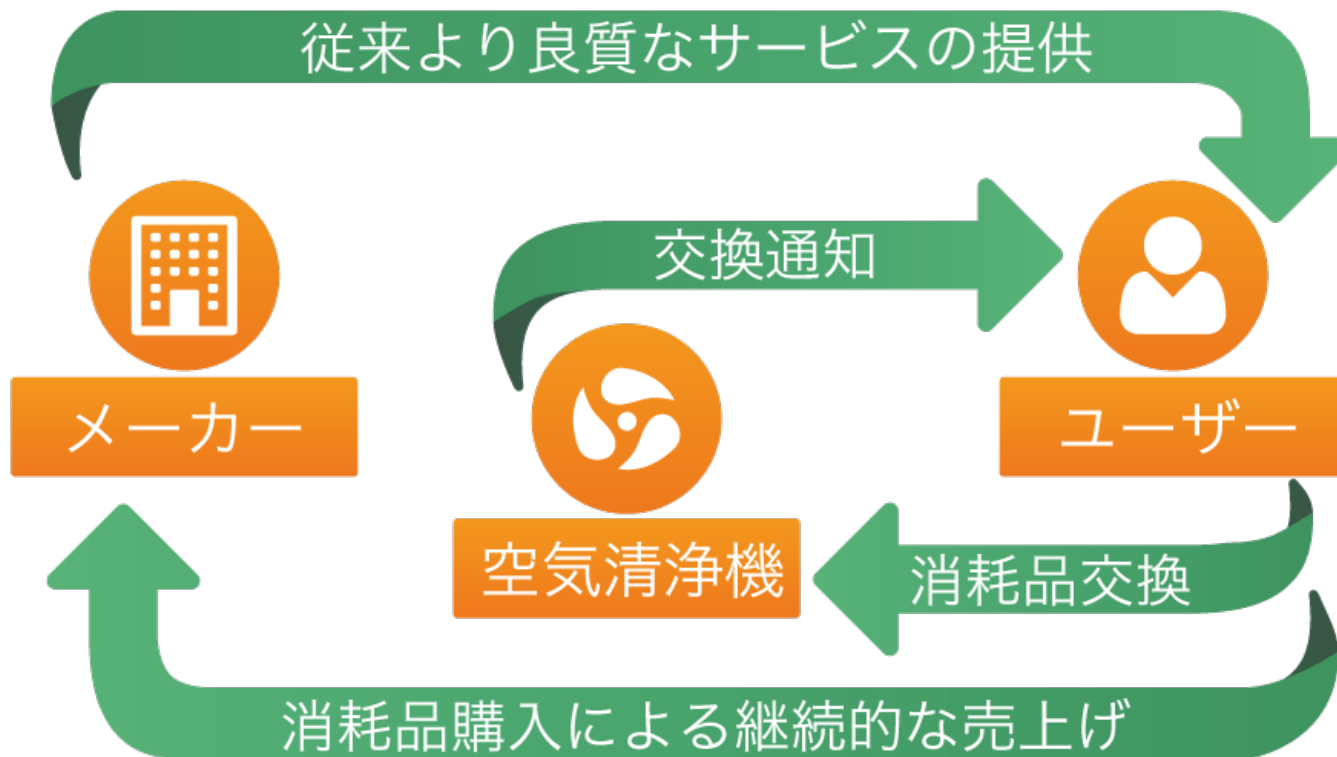 従来より良質なサービスの提供
交換通知
メーカー
ユーザー
空気清浄機
消耗品交換
消耗品購入による継続的な売上げ